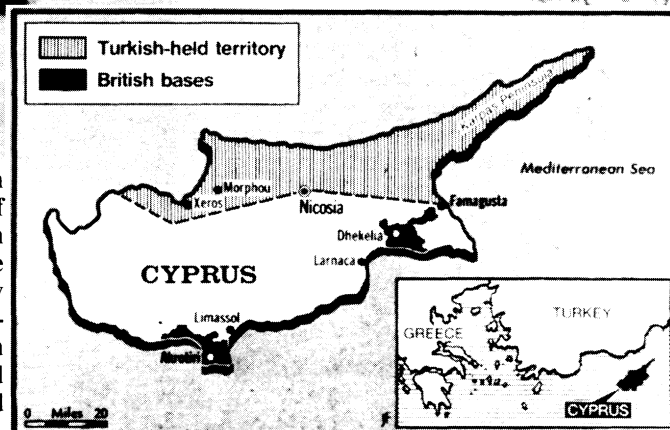 Turkish-held territory
British bases
Karpas Peninsula
Mediterranean Sea
Morphou
Xeros
Nicosia
Famagusta
Dhekelia
Larnaca
CYPRUS
Limassol
Akrotiri
0 Miles 20
TURKEY
GREECE
CYPRUS